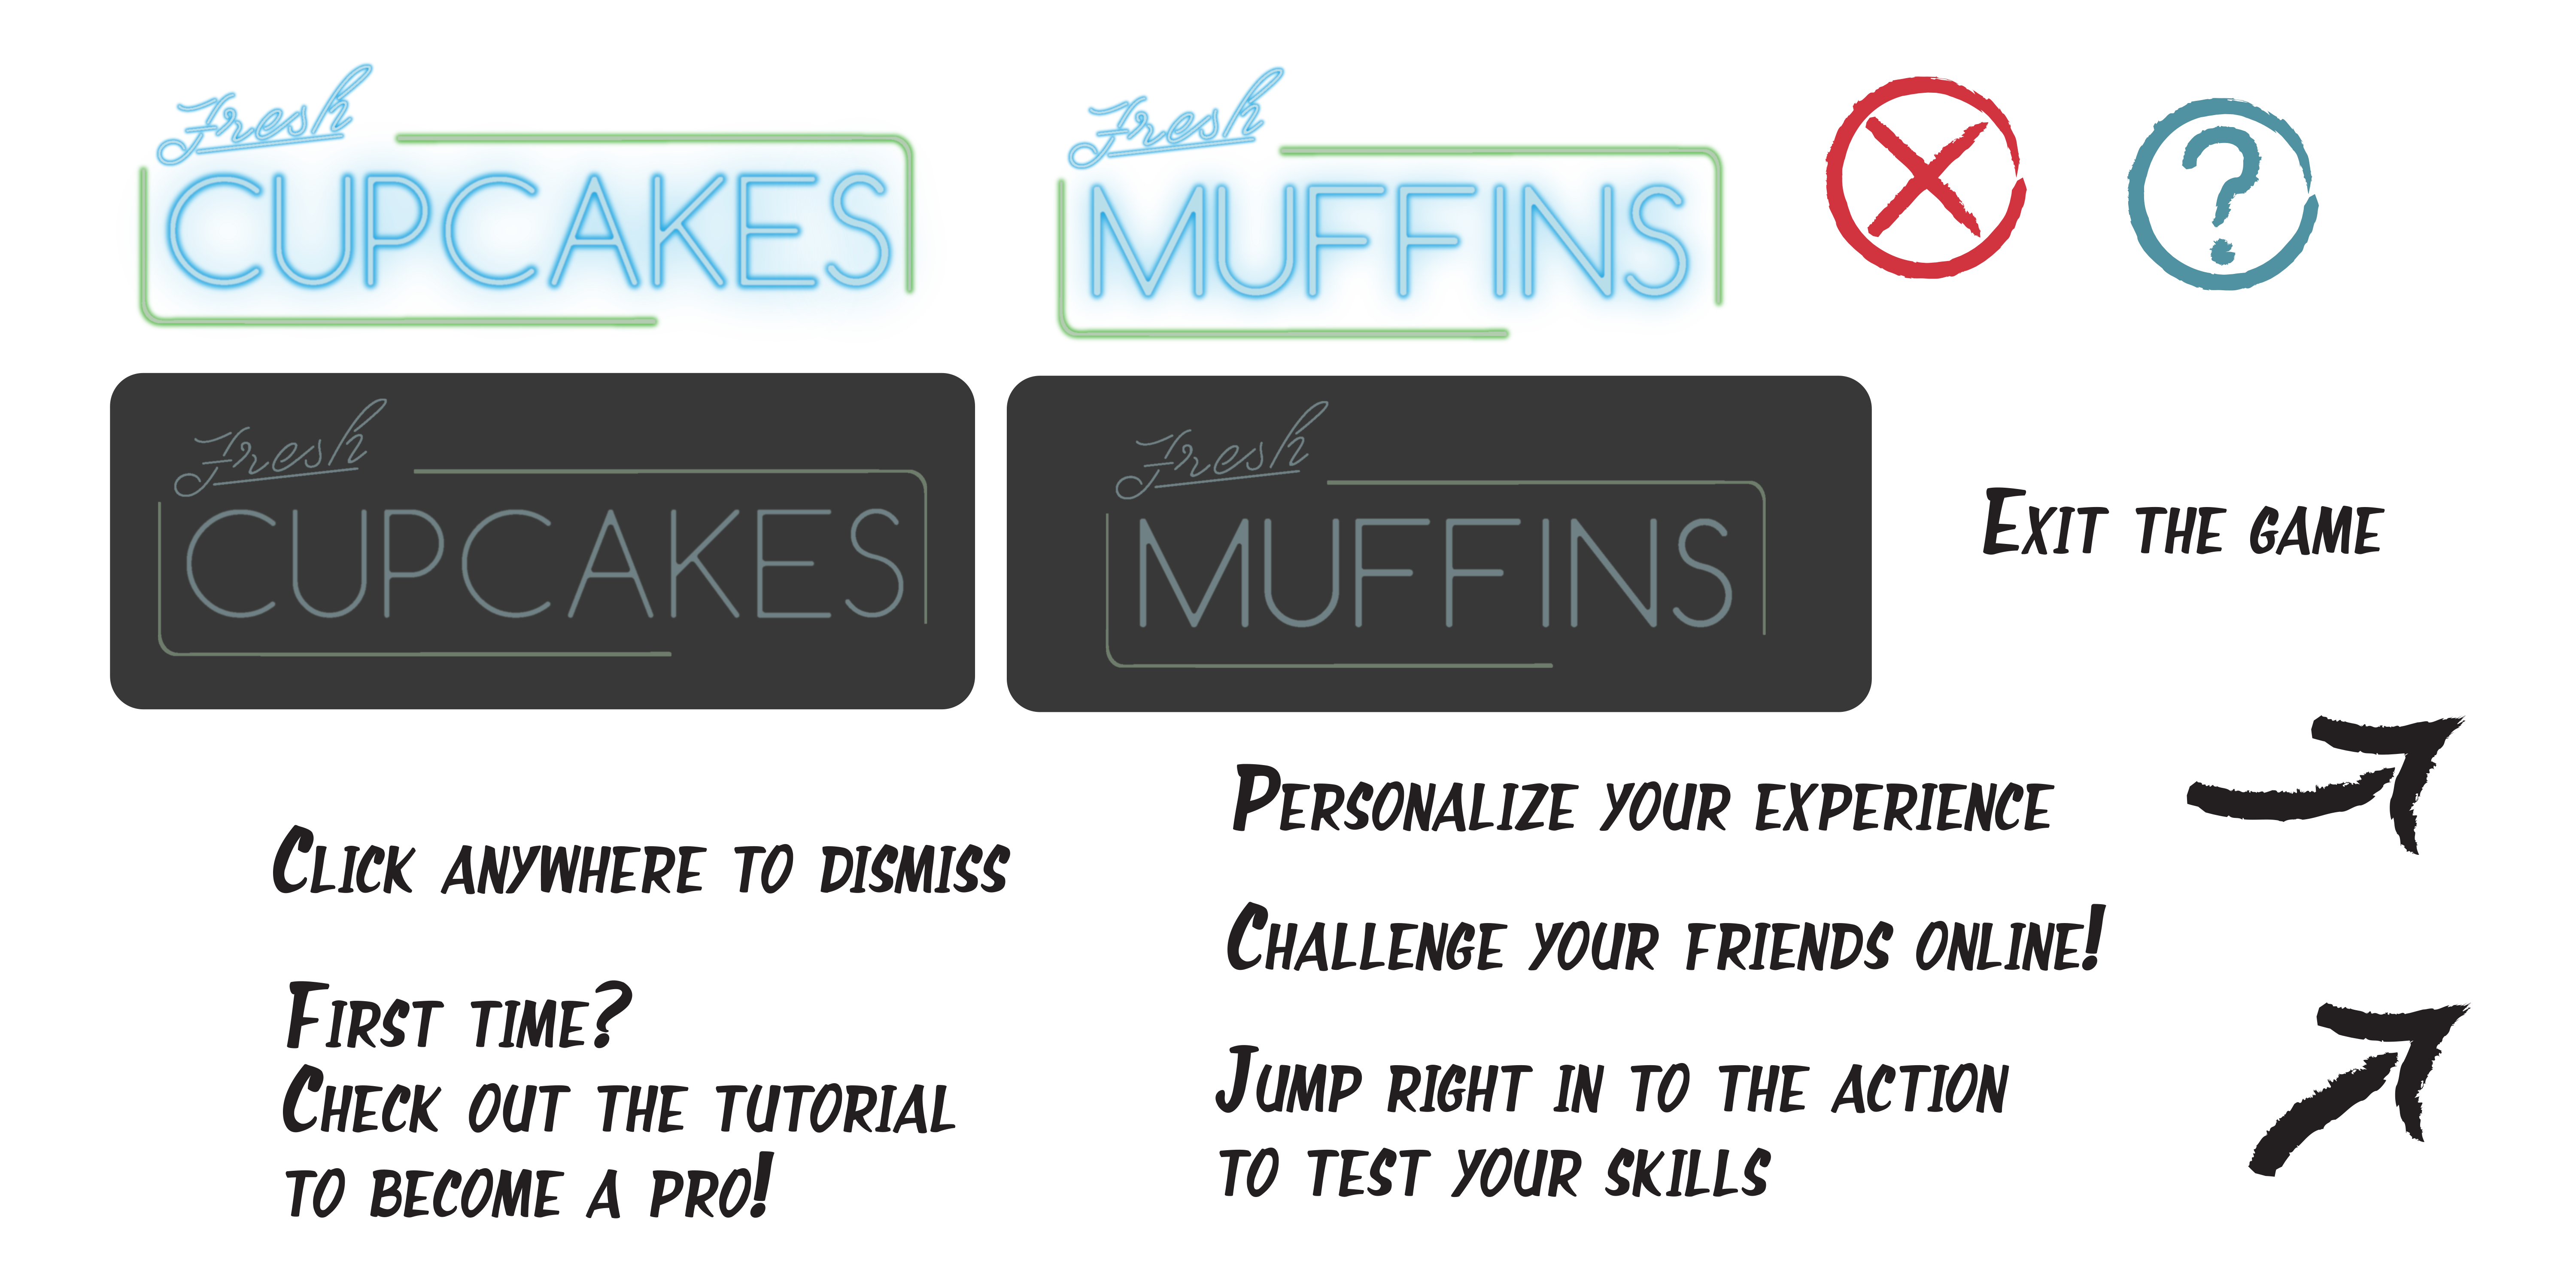 Fresh
CUPCAKES
Fresh
MUFFINS
?
Fresh
CUPCAKES
Fresh
MUFFINS
EXIT THE GAME
CLICK ANYWHERE TO DISMISS
FIRST TIME?
CHECK OUT THE TUTORIAL
TO BECOME A PRO!
PERSONALIZE YOUR EXPERIENCE
CHALLENGE YOUR FRIENDS ONLINE!
JUMP RIGHT IN TO THE ACTION
TO TEST YOUR SKILLS